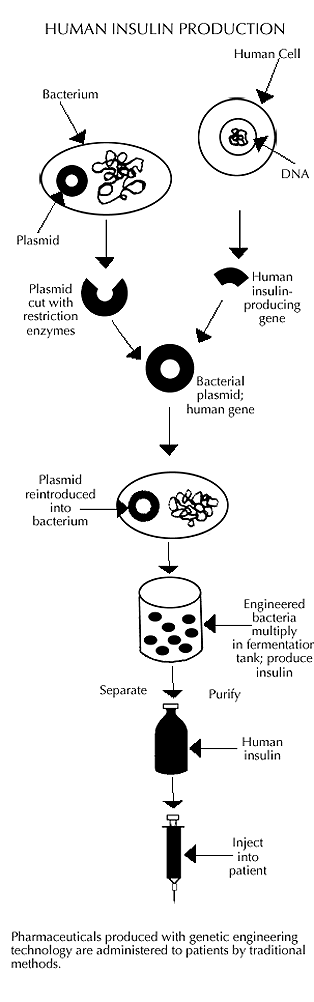 HUMAN INSULIN PRODUCTION
Human Cell
Bacterium
DNA
Plasmid
Plasmid
cut with
restriction
enzymes
Human
insulin-
producing
gene
Bacterial
plasmid;
human gene
Plasmid
reintroduced
into
bacterium
Engineered
bacteria
multiply
in fermentation
tank; produce
insulin
Separate
Purify
Human
insulin
Inject
into
patient
Pharmaceuticals produced with genetic engineering
technology are administered to patients by traditional
methods.